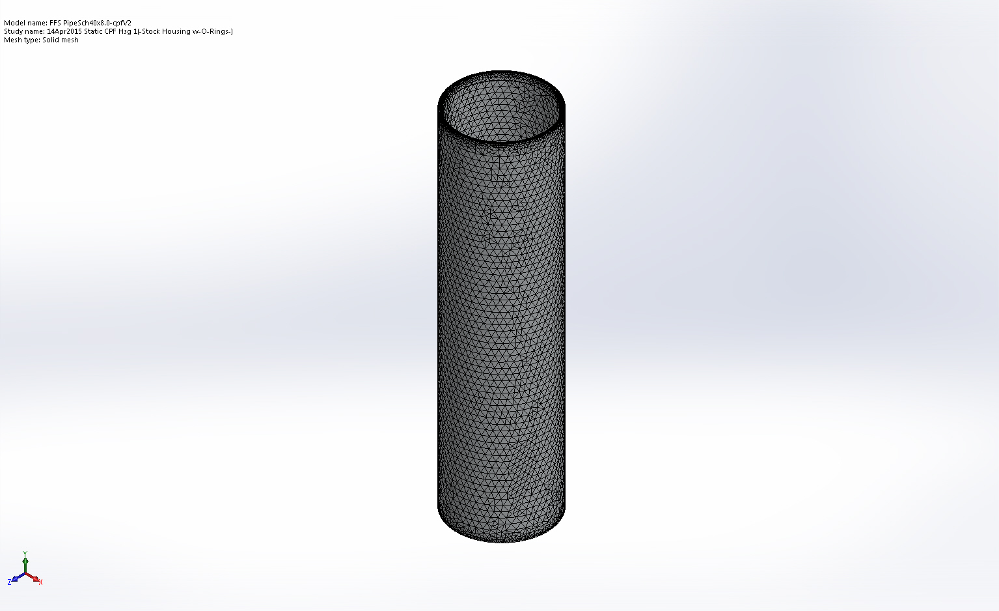 Model name: FFS PipeSch40x8.0-cpfV2
Study name: 14Apr2015 Static CPF Hsg 1(-Stock Housing w-O-Rings-)
Mesh type: Solid mesh
Y
Z
X